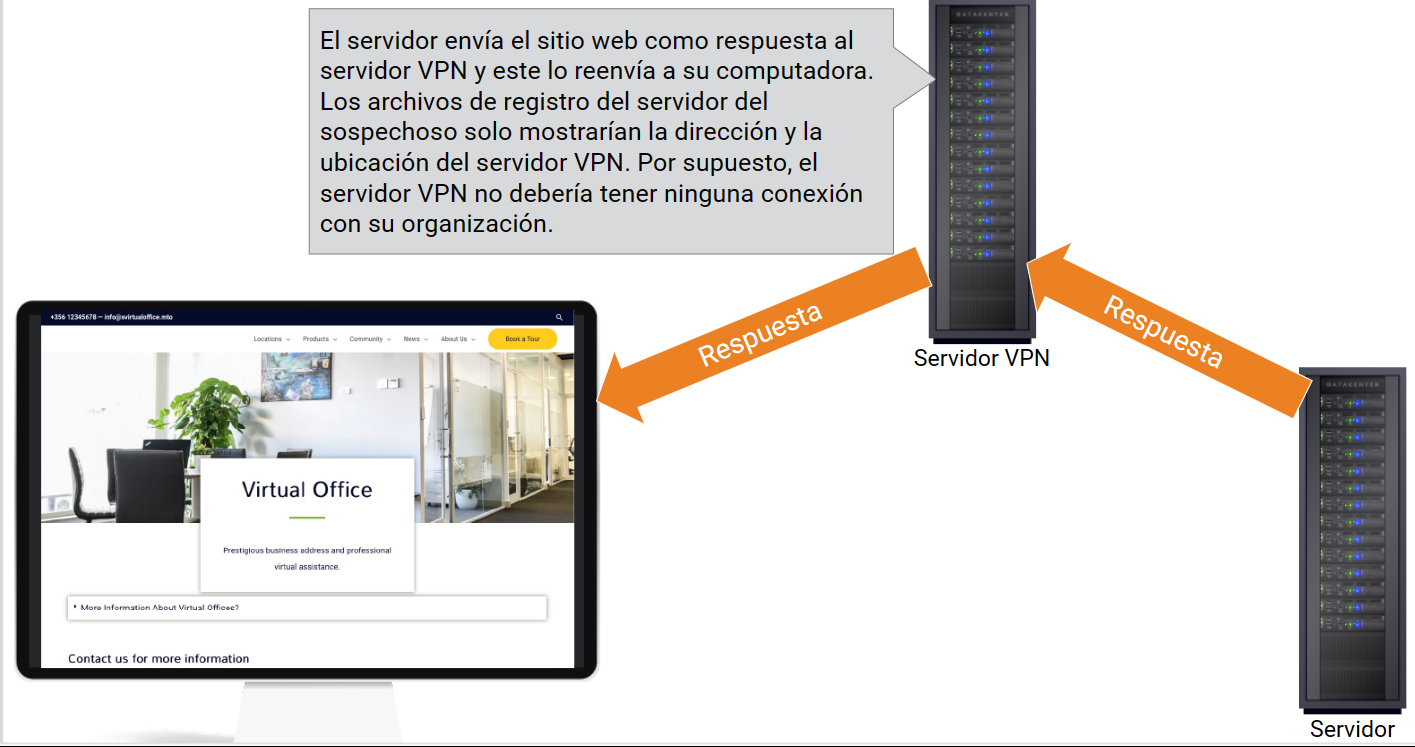 DATACENTER
El servidor envía el sitio web como respuesta al
servidor VPN y este lo reenvía a su computadora.
Los archivos de registro del servidor del
sospechoso solo mostrarían la dirección y la
ubicación del servidor VPN. Por supuesto, el
servidor VPN no debería tener ninguna conexión
con su organización.
Respuesta
Respuesta
Servidor VPN
+356 12345678 — info@svirtualoffice.mto
Locations Products Community News About Us Book a Tour
DATACENTER
Virtual Office
Prestigious business address and professional
virtual assistance.
More Information About Virtual Offices?
Contact us for more information
Servidor